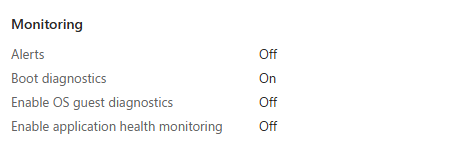 Monitoring
Alerts Off
Boot diagnostics On
Enable OS guest diagnostics Off
Enable application health monitoring Off